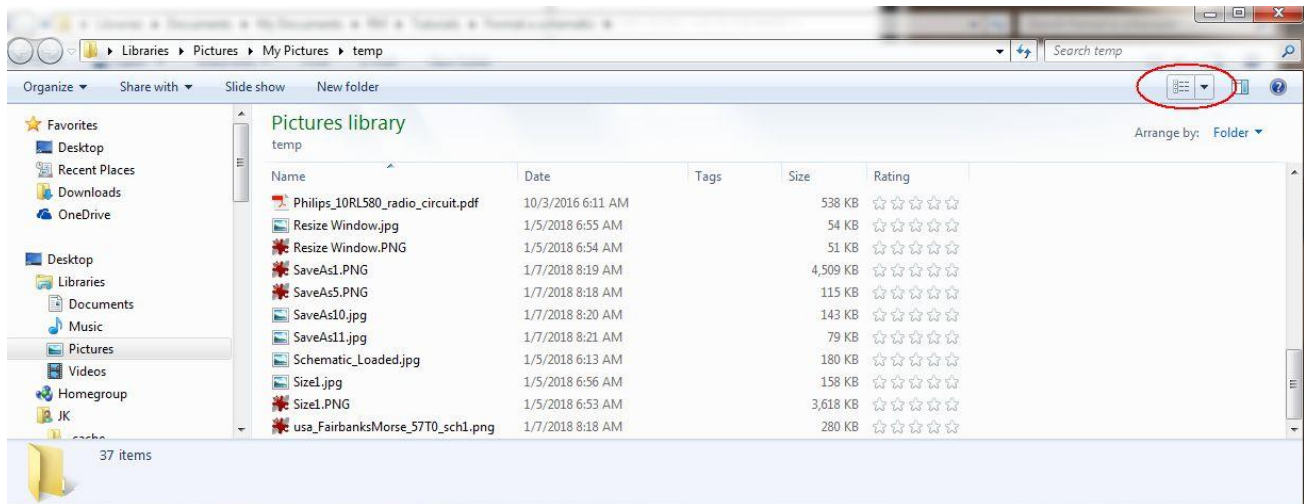 Libraries ▸ Pictures ▸ My Pictures ▸ temp
Search temp
Organize
Share with
Slide show
New folder
Favorites
Desktop
Recent Places
Downloads
OneDrive
Desktop
Libraries
Documents
Music
Pictures
Videos
Homegroup
JK
Pictures library
temp
Arrange by: Folder
Name Date Tags Size Rating
Philips_10RL580_radio_circuit.pdf 10/3/2016 6:11 AM 538 KB
Resize Window.jpg 1/5/2018 6:55 AM 54 KB
Resize Window.PNG 1/5/2018 6:54 AM 51 KB
SaveAs1.PNG 1/7/2018 8:19 AM 4,509 KB
SaveAs5.PNG 1/7/2018 8:18 AM 115 KB
SaveAs10.jpg 1/7/2018 8:20 AM 143 KB
SaveAs11.jpg 1/7/2018 8:21 AM 79 KB
Schematic_Loaded.jpg 1/5/2018 6:13 AM 180 KB
Size1.jpg 1/5/2018 6:56 AM 158 KB
Size1.PNG 1/5/2018 6:53 AM 3,618 KB
usa_FairbanksMorse_57T0_sch1.png 1/7/2018 8:18 AM 280 KB
37 items